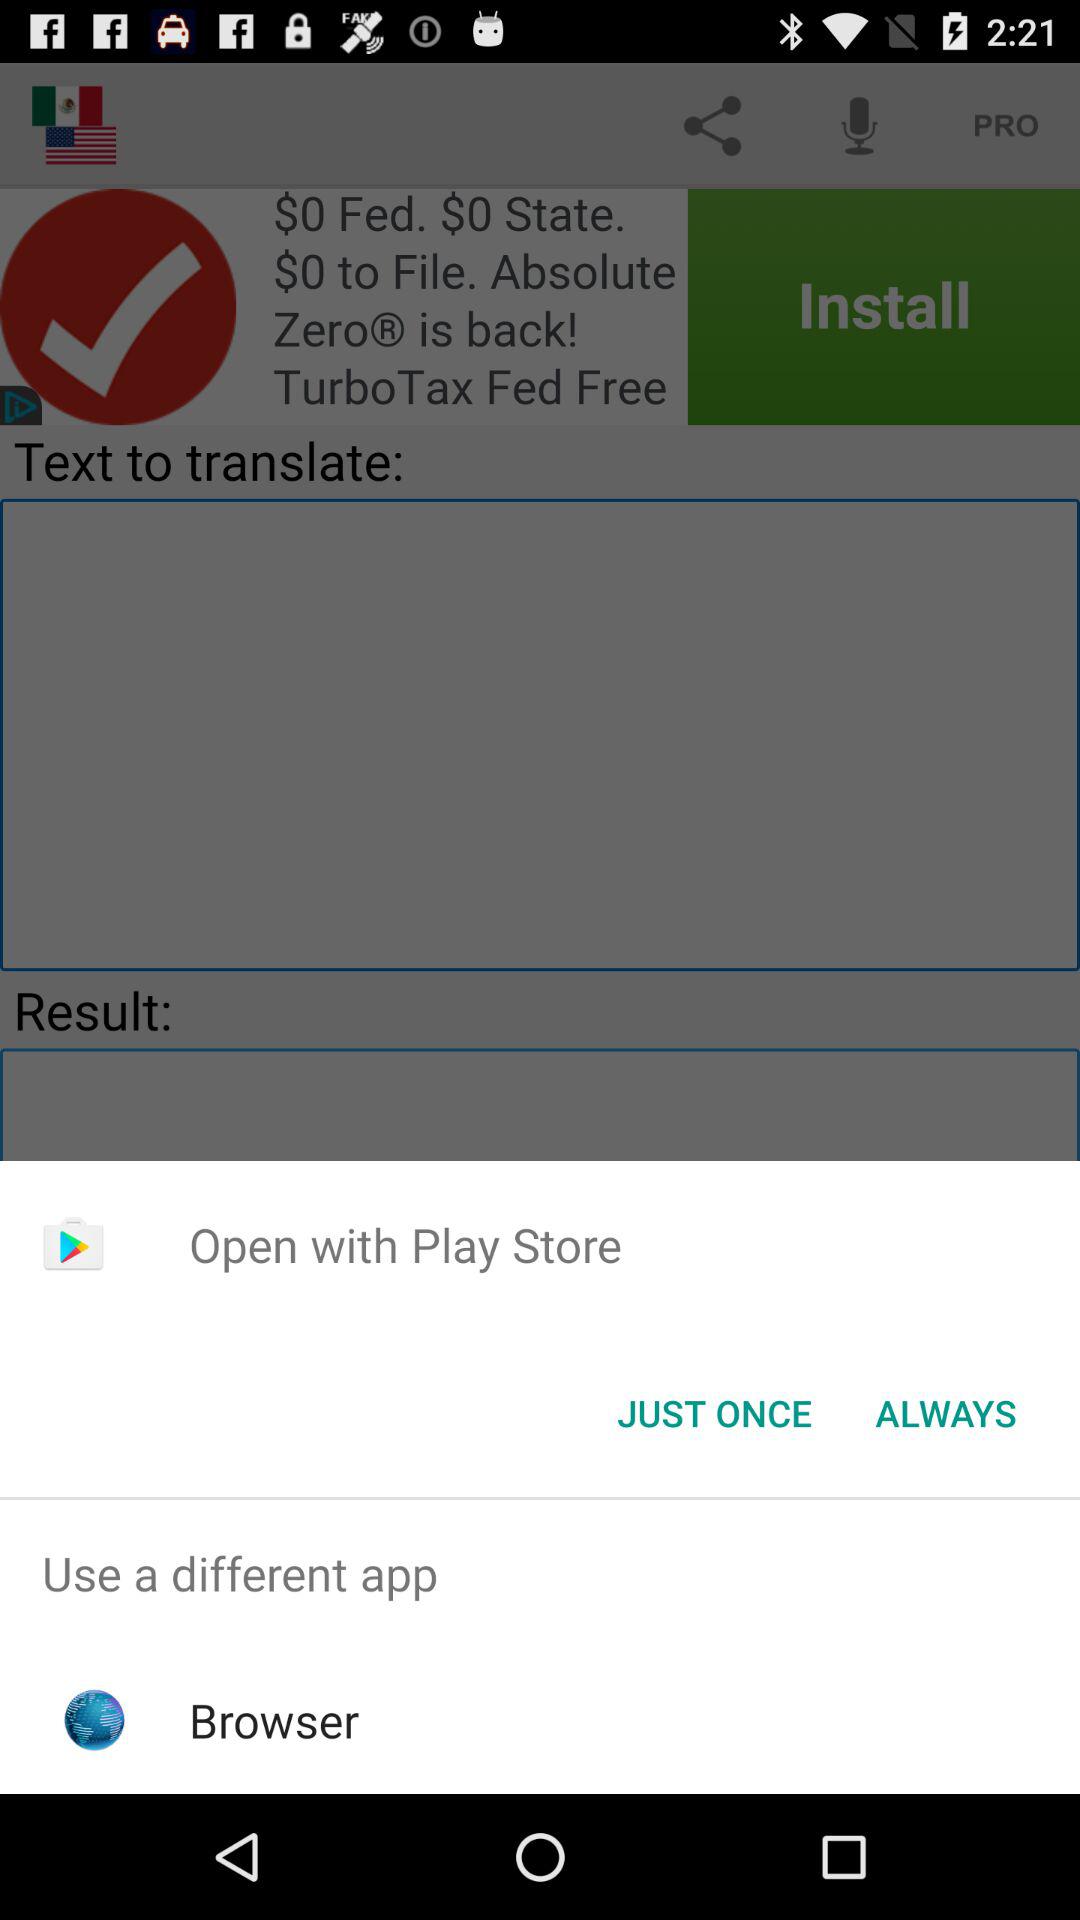 FAKE
2:21
PRO
$0 Fed. $0 State.
$0 to File. Absolute
Zero® is back!
TurboTax Fed Free
Install
Text to translate:
Result:
Open with Play Store
JUST ONCE
ALWAYS
Use a different app
Browser